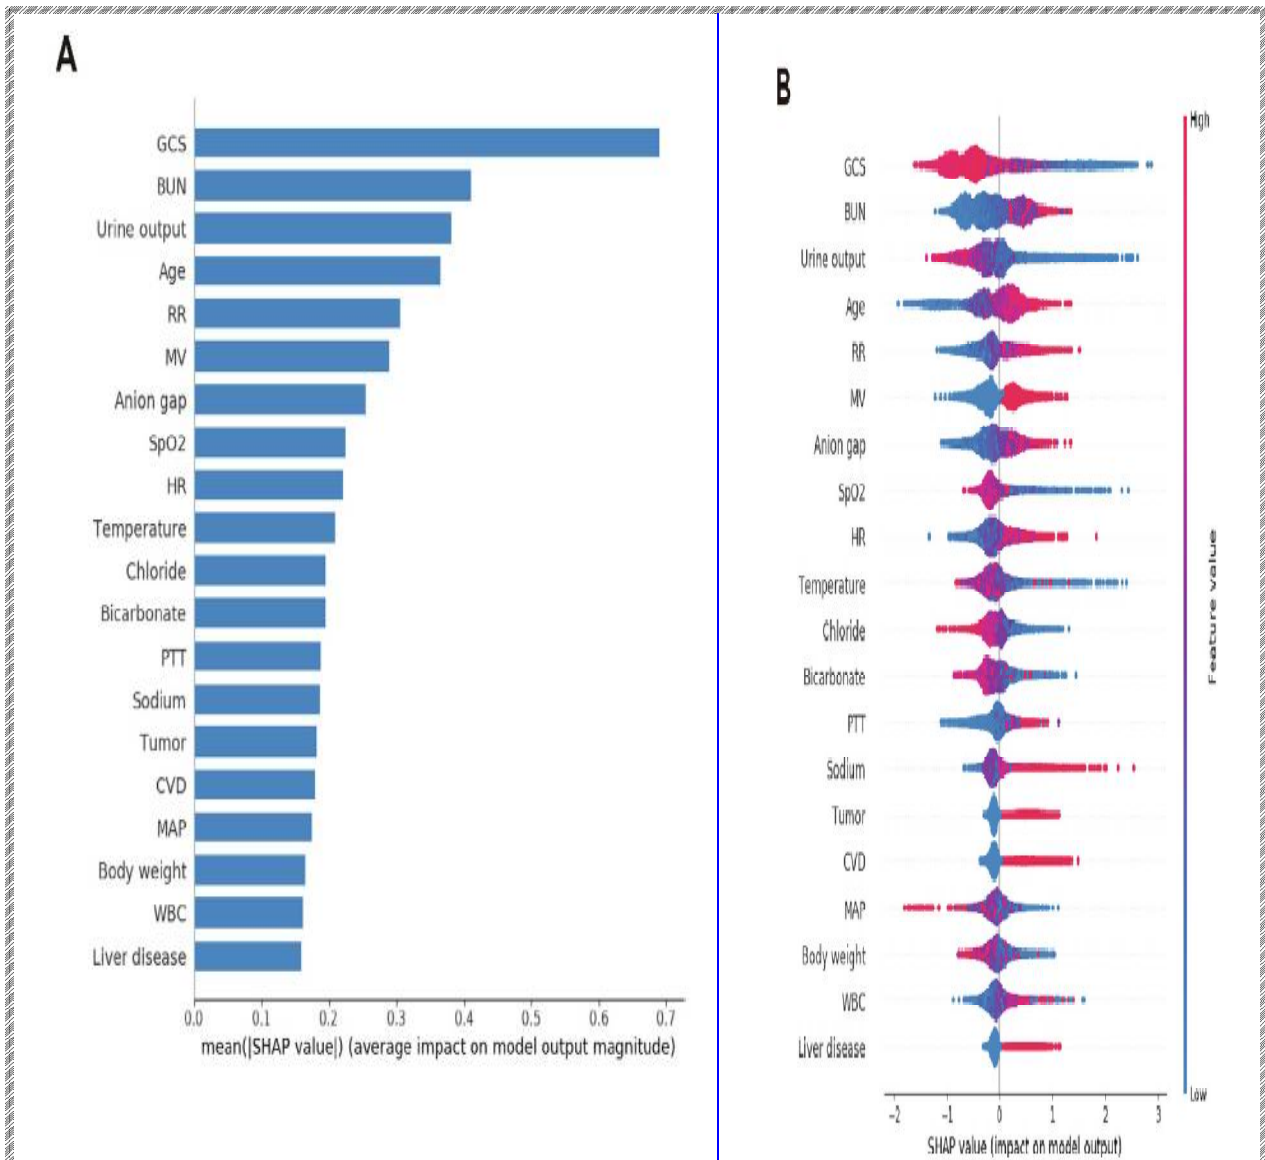 A
GCS
BUN
Urine output
Age
RR
MV
Anion gap
SpO2
HR
Temperature
Chloride
Bicarbonate
PTT
Sodium
Tumor
CVD
MAP
Body weight
WBC
Liver disease
0.0 0.1 0.2 0.3 0.4 0.5 0.6 0.7
mean(|SHAP value|) (average impact on model output magnitude)
B
High
GCS
BUN
Urine output
Age
RR
MV
Anion gap
SpO2
HR
Temperature
Chloride
Bicarbonate
PTT
Sodium
Tumor
CVD
MAP
Body weight
WBC
Liver disease
Feature value
Low
−2 −1 0 1 2 3
SHAP value (impact on model output)